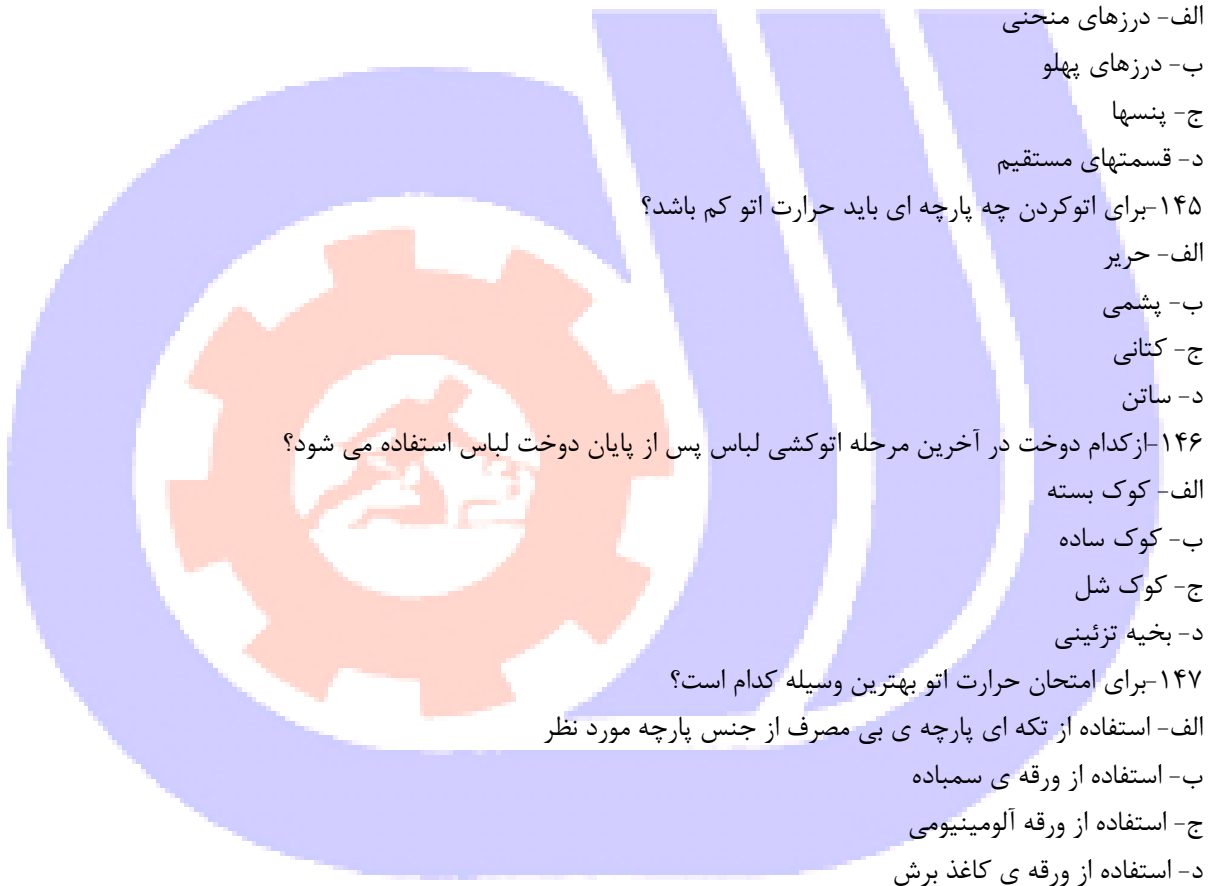 الف- درزهای منحنی
ب- درزهای پهلو
ج- پنسها
د- قسمتهای مستقیم
۱۴۵-برای اتوکردن چه پارچه ای باید حرارت اتو کم باشد؟
الف- حریر
ب- پشمی
ج- کتانی
د- ساتن
۱۴۶-ازکدام دوخت در آخرین مرحله اتوکشی لباس پس از پایان دوخت لباس استفاده می شود؟
الف- کوک بسته
ب- کوک ساده
ج- کوک شل
د- بخیه تزئینی
۱۴۷-برای امتحان حرارت اتو بهترین وسیله کدام است؟
الف- استفاده از تکه ای پارچه ی بی مصرف از جنس پارچه مورد نظر
ب- استفاده از ورقه ی سمباده
ج- استفاده از ورقه آلومینیومی
د- استفاده از ورقه ی کاغذ برش